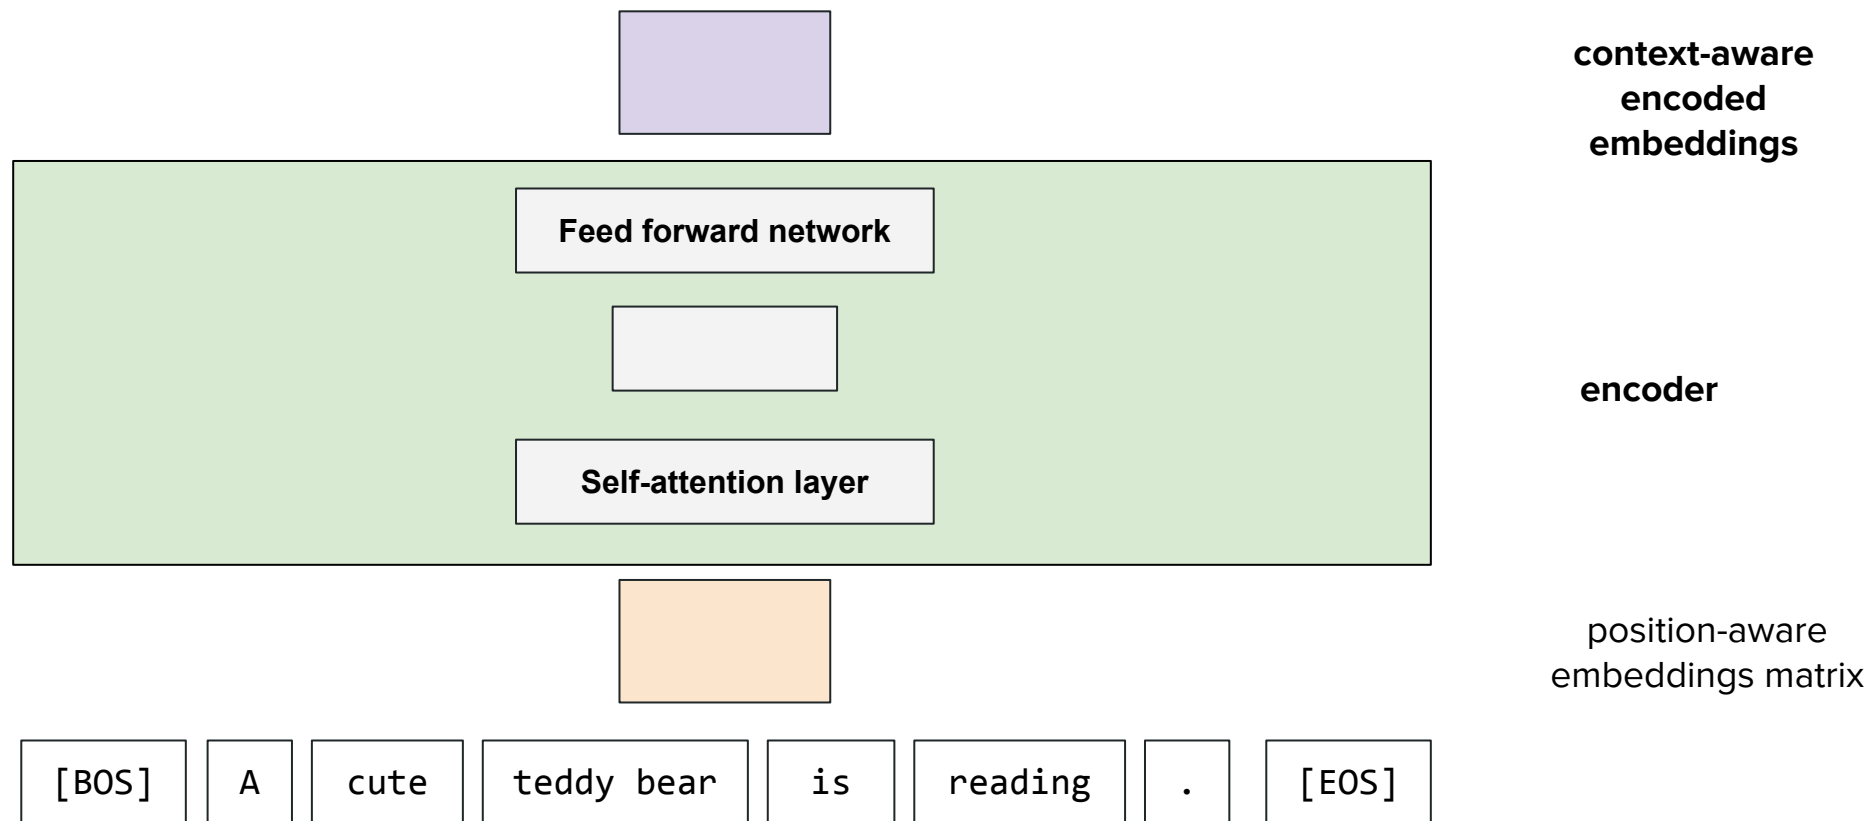 context-aware
encoded
embeddings
Feed forward network
encoder
Self-attention layer
position-aware
embeddings matrix
[BOS] A cute teddy bear is reading . [EOS]